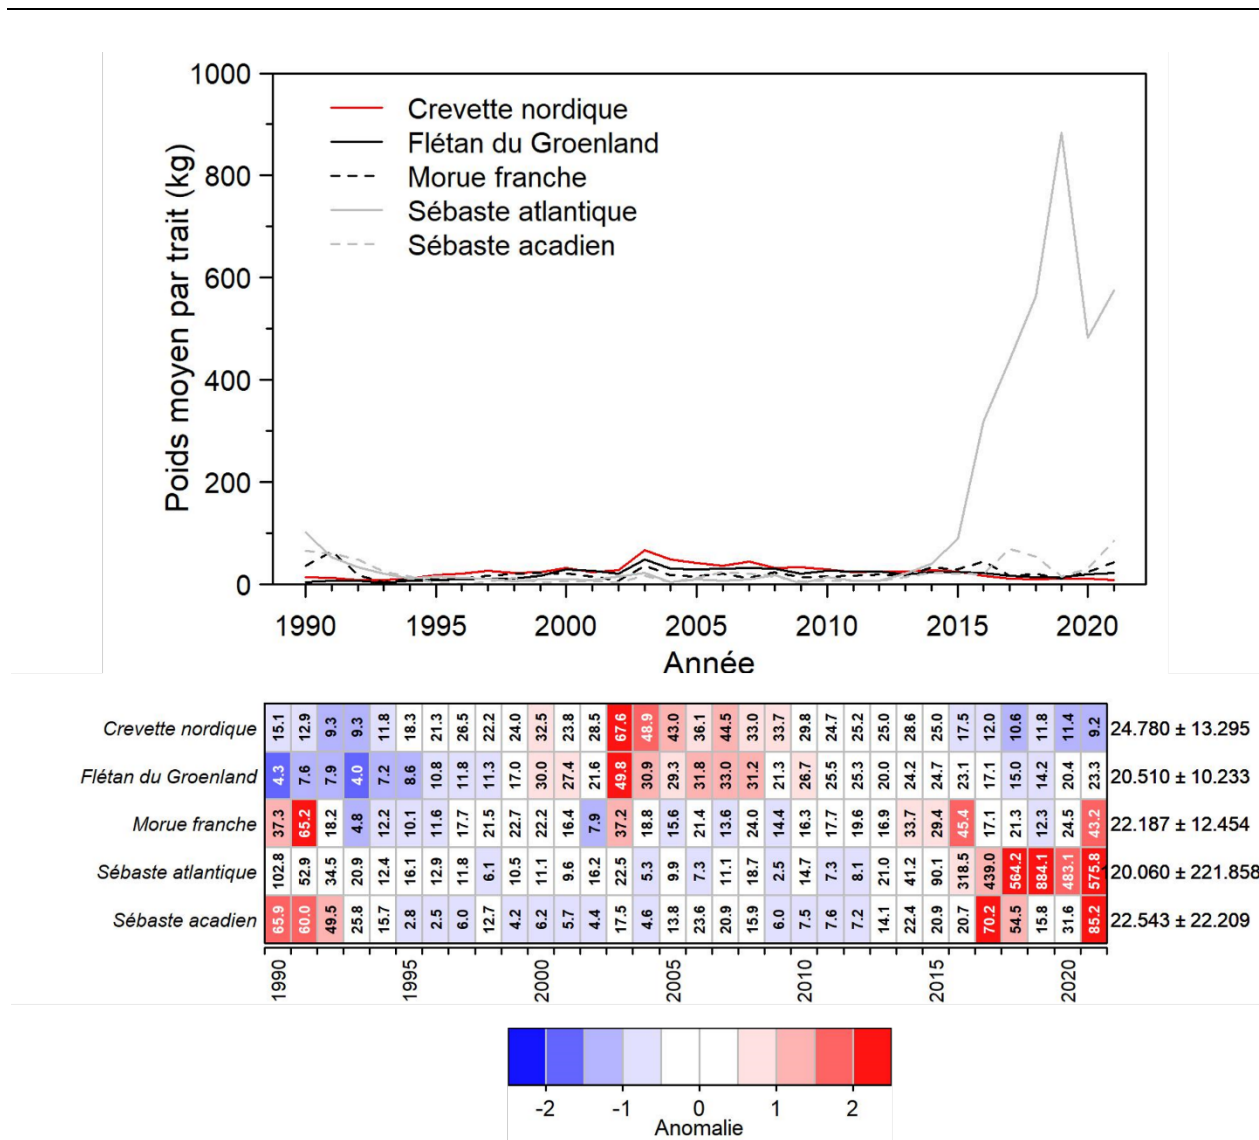 1000
800
600
400
200
0
Poids moyen par trait (kg)
Crevette nordique
Flétan du Groenland
Morue franche
Sébaste atlantique
Sébaste acadien
1990 1995 2000 2005 2010 2015 2020
Année
Crevette nordique 15.1 12.9 9.3 9.3 11.8 18.3 21.3 26.5 22.2 24.0 32.5 23.8 28.5 67.6 48.9 43.0 36.1 44.5 33.0 33.7 29.8 24.7 25.2 25.0 28.6 25.0 17.5 12.0 10.6 11.8 11.4 9.2 24.780 ± 13.295
Flétan du Groenland 4.3 7.6 7.9 4.0 7.2 8.6 10.8 11.8 11.3 17.0 30.0 27.4 21.6 49.8 30.9 29.3 31.8 33.0 31.2 21.3 26.7 25.5 25.3 20.0 24.2 24.7 23.1 17.1 15.0 14.2 20.4 23.3 20.510 ± 10.233
Morue franche 37.3 65.2 18.2 4.8 12.2 10.1 11.6 17.7 21.5 22.7 22.2 16.4 7.9 37.2 18.8 15.6 21.4 13.6 24.0 14.4 16.3 17.7 19.6 16.9 33.7 29.4 45.4 17.1 21.3 12.3 24.5 43.2 22.187 ± 12.454
Sébaste atlantique 102.8 52.9 34.5 20.9 12.4 16.1 12.9 11.8 6.1 10.5 11.1 9.6 16.2 22.5 5.3 9.9 7.3 11.1 18.7 2.5 14.7 7.3 8.1 21.0 41.2 90.1 318.5 439.0 564.2 884.1 483.1 575.8 20.060 ± 221.858
Sébaste acadien 65.9 60.0 49.5 25.8 15.7 2.8 2.5 6.0 12.7 4.2 6.2 5.7 4.4 17.5 4.6 13.8 23.6 20.9 15.9 6.0 7.5 7.6 7.2 14.1 22.4 20.9 20.7 70.2 54.5 15.8 31.6 85.2 22.543 ± 22.209
1990 1995 2000 2005 2010 2015 2020
-2 -1 0 1 2
Anomalie